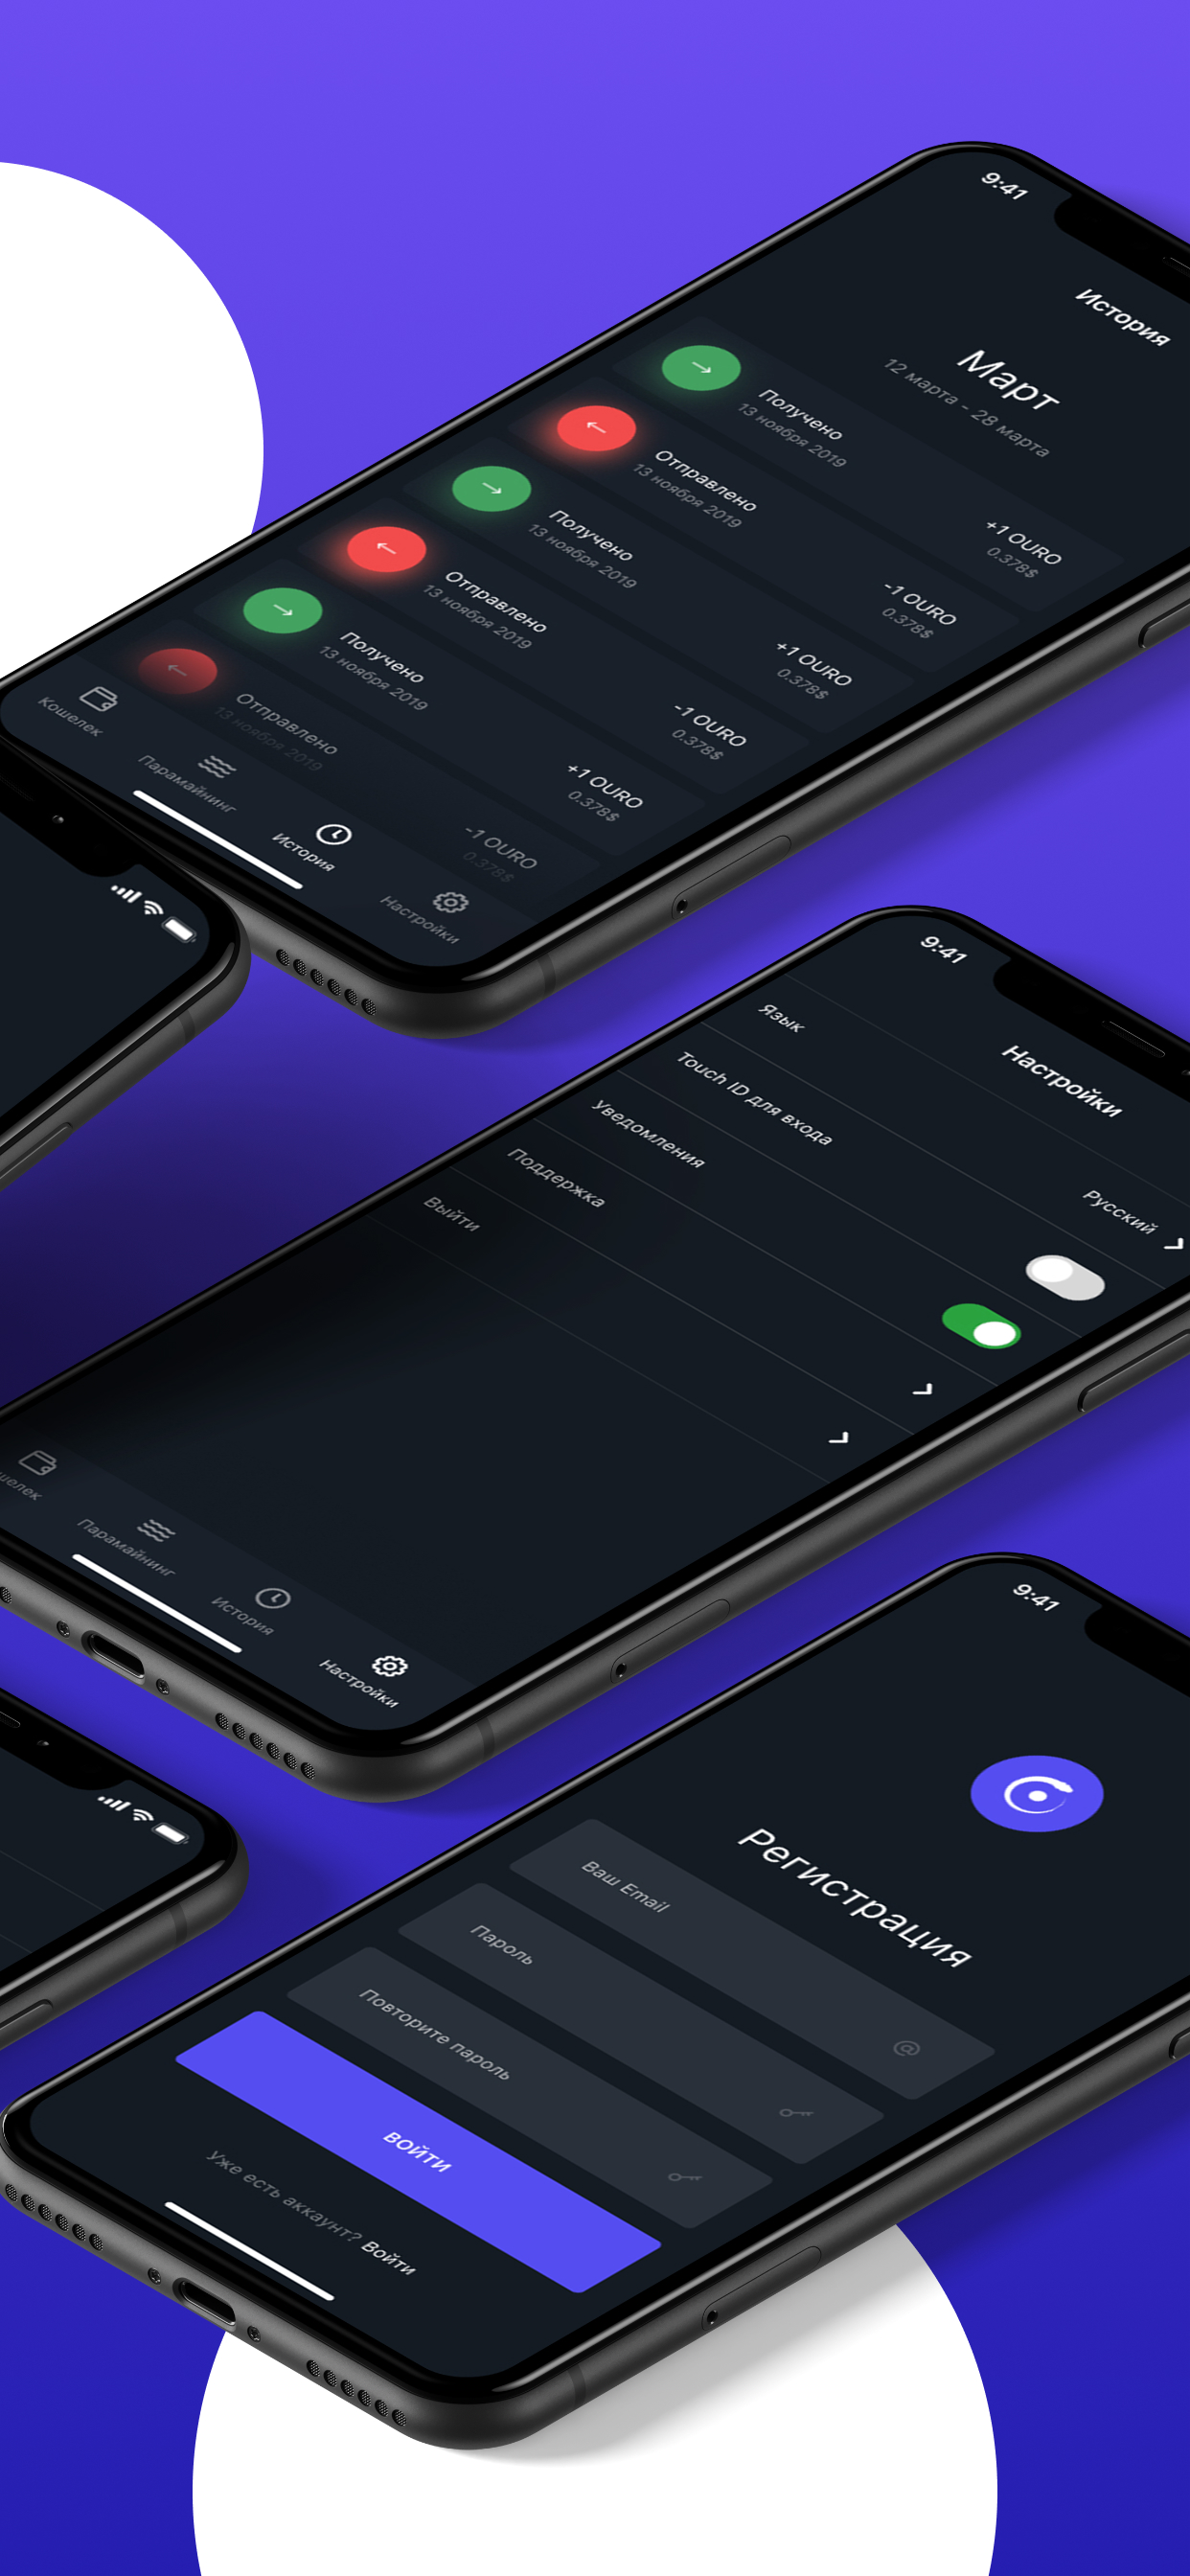 9:41
История
Март
12 марта - 28 марта
Получено
13 ноября 2019
+1 OURO
0.378$
Отправлено
13 ноября 2019
-1 OURO
0.378$
Получено
13 ноября 2019
+1 OURO
0.378$
Отправлено
13 ноября 2019
-1 OURO
0.378$
Получено
13 ноября 2019
+1 OURO
0.378$
Отправлено
13 ноября 2019
-1 OURO
0.378$
Кошелек
Парамайнинг
История
Настройки
9:41
Настройки
Язык
Русский
Touch ID для входа
Уведомления
Поддержка
Выйти
шелек
Парамайнинг
История
Настройки
9:41
Регистрация
Ваш Email
@
Пароль
Повторите пароль
ВОЙТИ
Уже есть аккаунт? Войти